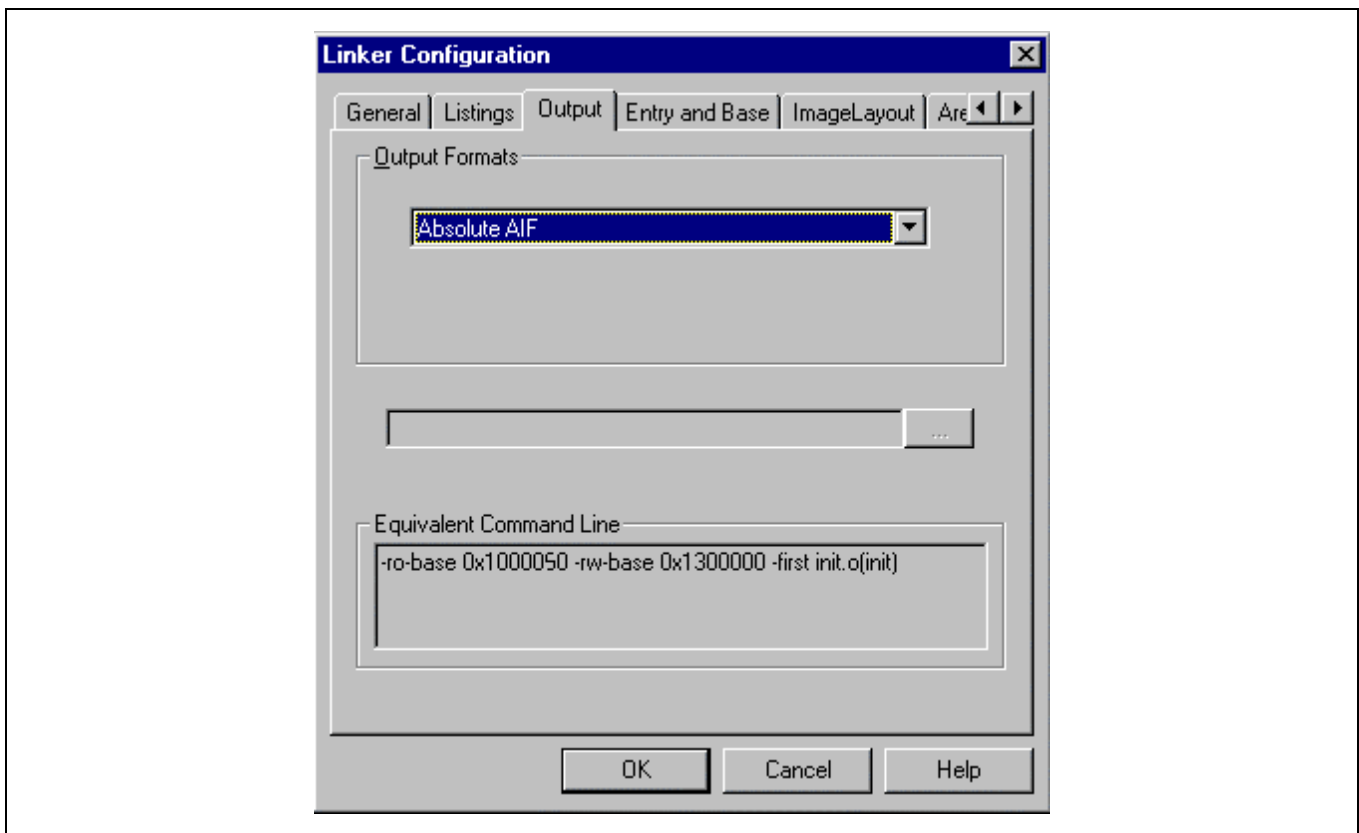 Linker Configuration
General Listings Output Entry and Base ImageLayout Are
Output Formats
Absolute AIF
...
Equivalent Command Line
-ro-base 0x1000050 -rw-base 0x1300000 -first init.o(init)
OK Cancel Help